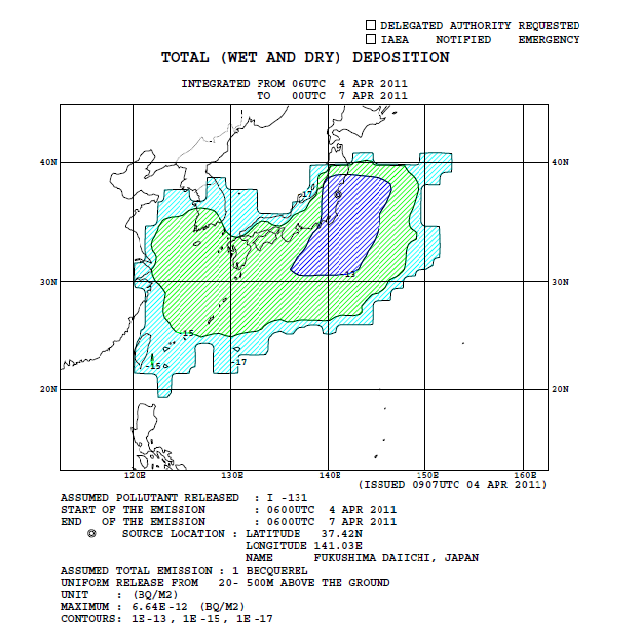 ☐ DELEGATED AUTHORITY REQUESTED
☐ IAEA NOTIFIED EMERGENCY
TOTAL (WET AND DRY) DEPOSITION
INTEGRATED FROM 06UTC 4 APR 2011
TO 00UTC 7 APR 2011
40N 40N
-17
30N -13 30N
-15
-15 -17
20N 20N
120E 130E 140E 150E 160E
(ISSUED 0907UTC 04 APR 2011)
ASSUMED POLLUTANT RELEASED : I -131
START OF THE EMISSION : 0600UTC 4 APR 2011
END OF THE EMISSION : 0600UTC 7 APR 2011
◎ SOURCE LOCATION : LATITUDE 37.42N
LONGITUDE 141.03E
NAME FUKUSHIMA DAIICHI, JAPAN
ASSUMED TOTAL EMISSION : 1 BECQUEREL
UNIFORM RELEASE FROM 20- 500M ABOVE THE GROUND
UNIT : (BQ/M2)
MAXIMUM : 6.64E-12 (BQ/M2)
CONTOURS: 1E-13 , 1E-15 , 1E-17